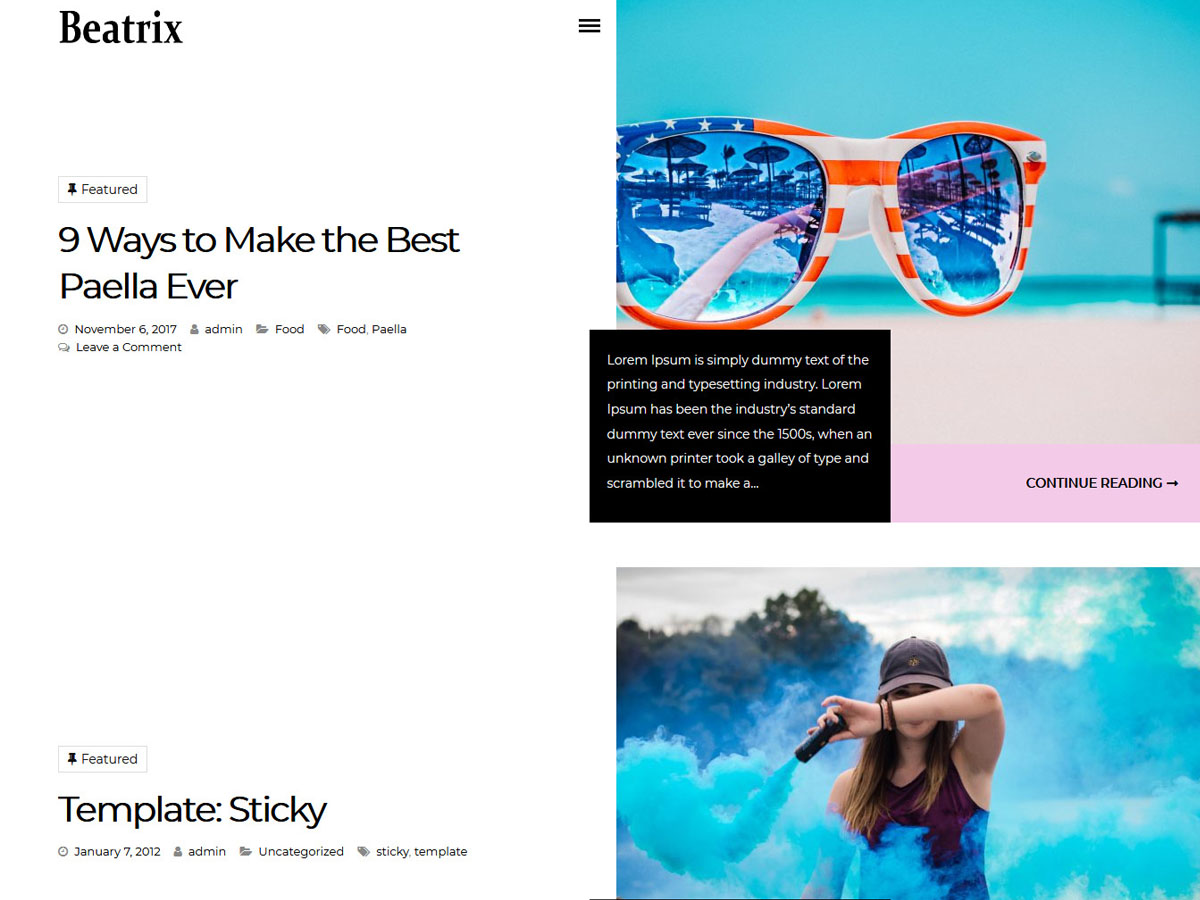 Beatrix
Featured
9 Ways to Make the Best
Paella Ever
November 6, 2017 admin Food Food, Paella
Leave a Comment
Lorem Ipsum is simply dummy text of the
printing and typesetting industry. Lorem
Ipsum has been the industry's standard
dummy text ever since the 1500s, when an
unknown printer took a galley of type and
scrambled it to make a...
CONTINUE READING →
Featured
Template: Sticky
January 7, 2012 admin Uncategorized sticky, template